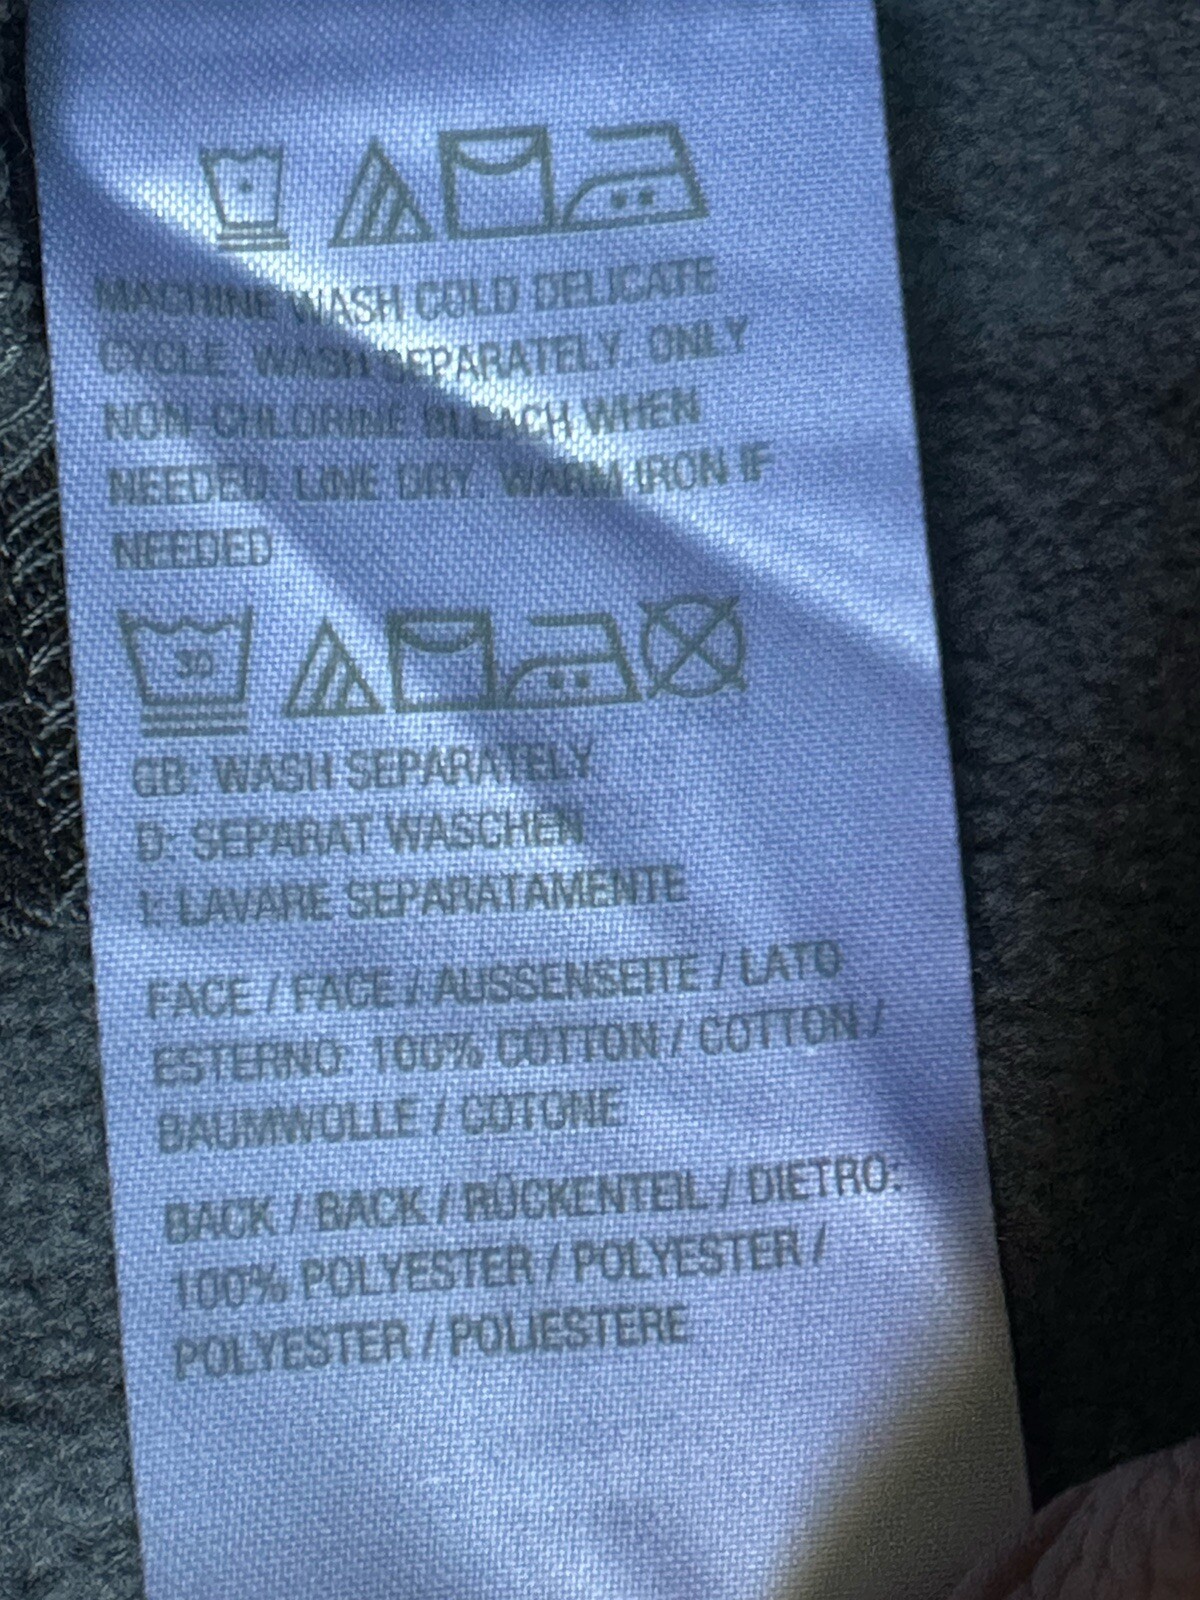 MACHINE WASH COLD DELICATE
CYCLE. WASH SEPARATELY. ONLY
NON-CHLORINE BLEACH WHEN
NEEDED. LINE DRY. WARM IRON IF
NEEDED
30
GB: WASH SEPARATELY
D: SEPARAT WASCHEN
I: LAVARE SEPARATAMENTE
FACE / FACE / AUSSENSEITE / LATO
ESTERNO: 100% COTTON / COTTON /
BAUMWOLLE / COTONE
BACK / BACK / RÜCKENTEIL / DIETRO:
100% POLYESTER / POLYESTER /
POLYESTER / POLIESTERE